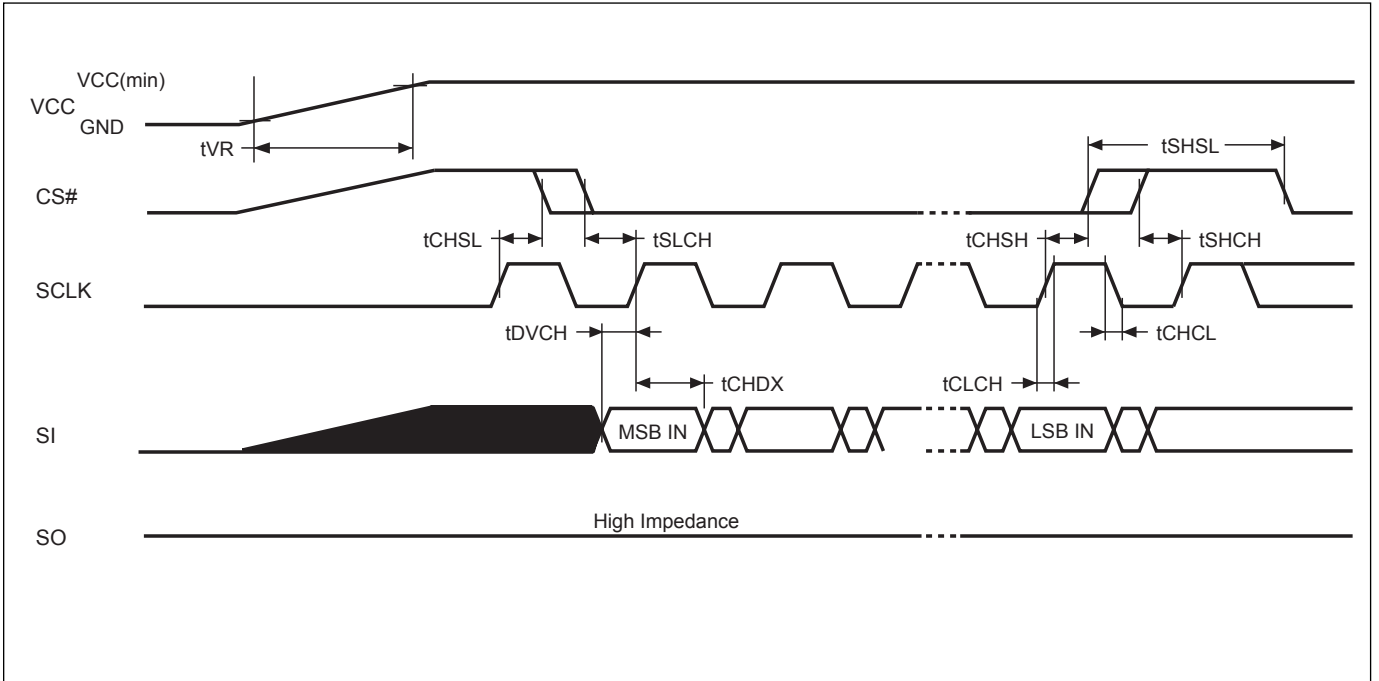 VCC(min)
VCC
GND
tVR
tSHSL
CS#
tCHSL
tSLCH
tCHSH
tSHCH
SCLK
tDVCH
tCHCL
tCHDX
tCLCH
SI
MSB IN
LSB IN
High Impedance
SO